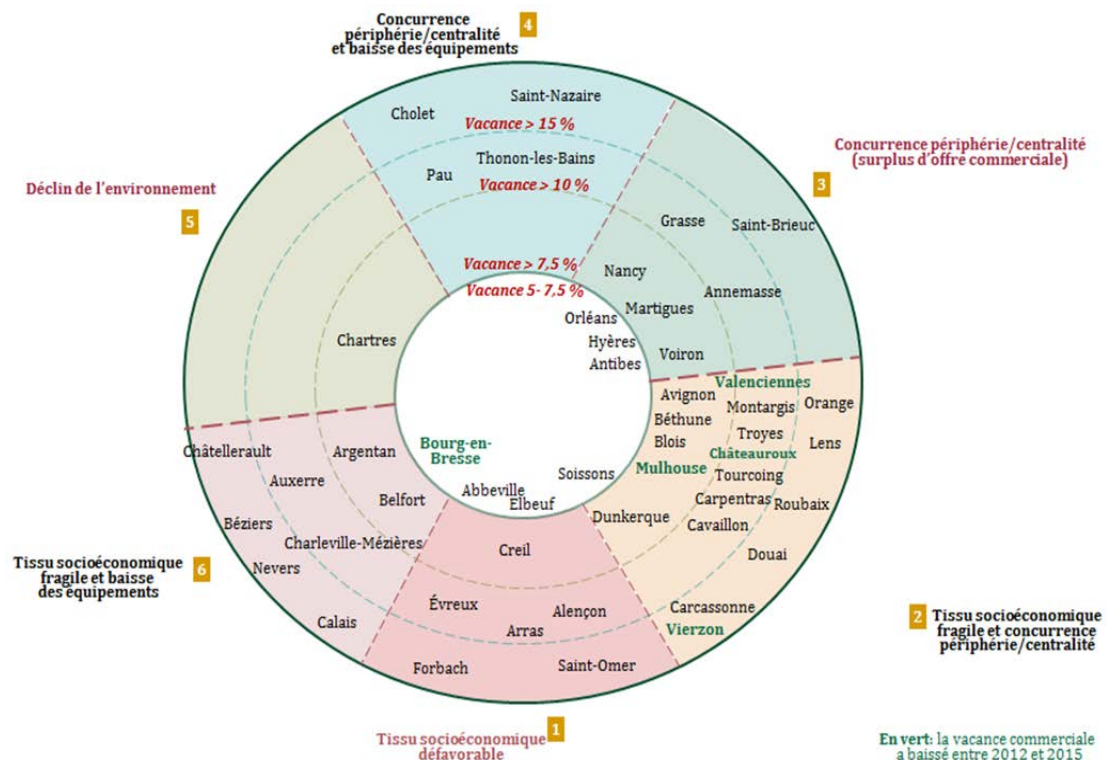 Concurrence
périphérie/centralité
et baisse des équipements
4
Saint-Nazaire
Cholet
Vacance > 15 %
Thonon-les-Bains
Pau
Vacance > 10 %
Vacance > 7,5 %
Vacance 5- 7,5 %
Concurrence périphérie/centralité
(surplus d'offre commerciale)
3
Grasse
Saint-Brieuc
Nancy
Annemasse
Martigues
Voiron
Orléans
Hyères
Antibes
Déclin de l'environnement
5
Chartres
Valenciennes
Avignon
Montargis
Orange
Béthune
Troyes
Lens
Blois
Châteauroux
Mulhouse
Tourcoing
Carpentras
Roubaix
Dunkerque
Cavaillon
Douai
Carcassonne
Vierzon
2
Tissu socioéconomique
fragile et concurrence
périphérie/centralité
Bourg-en-
Bresse
Soissons
Abbeville
Elbeuf
Châtellerault
Argentan
Auxerre
Belfort
Béziers
Charleville-Mézières
Nevers
Calais
Tissu socioéconomique
fragile et baisse
des équipements
6
Creil
Évreux
Alençon
Arras
Forbach
Saint-Omer
Tissu socioéconomique
défavorable
1
En vert: la vacance commerciale
a baissé entre 2012 et 2015